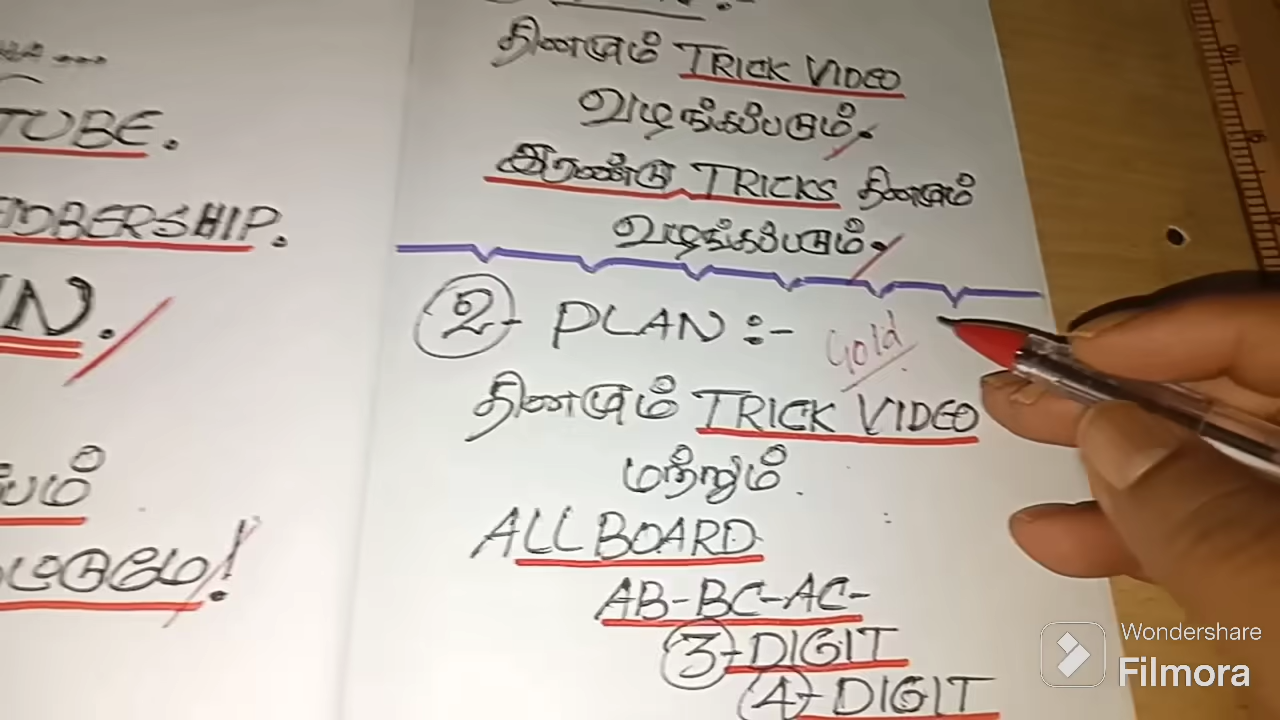 TUBE.
MEMBERSHIP.
தினமும் TRICK VIDEO
வழங்கப்படும்.
இரண்டு TRICKS தினமும்
வழங்கப்படும்.
2- PLAN:- Gold
தினமும் TRICK VIDEO
மற்றும்.
ALL BOARD
AB-BC-AC-
3-DIGIT
4-DIGIT
Wondershare
Filmora